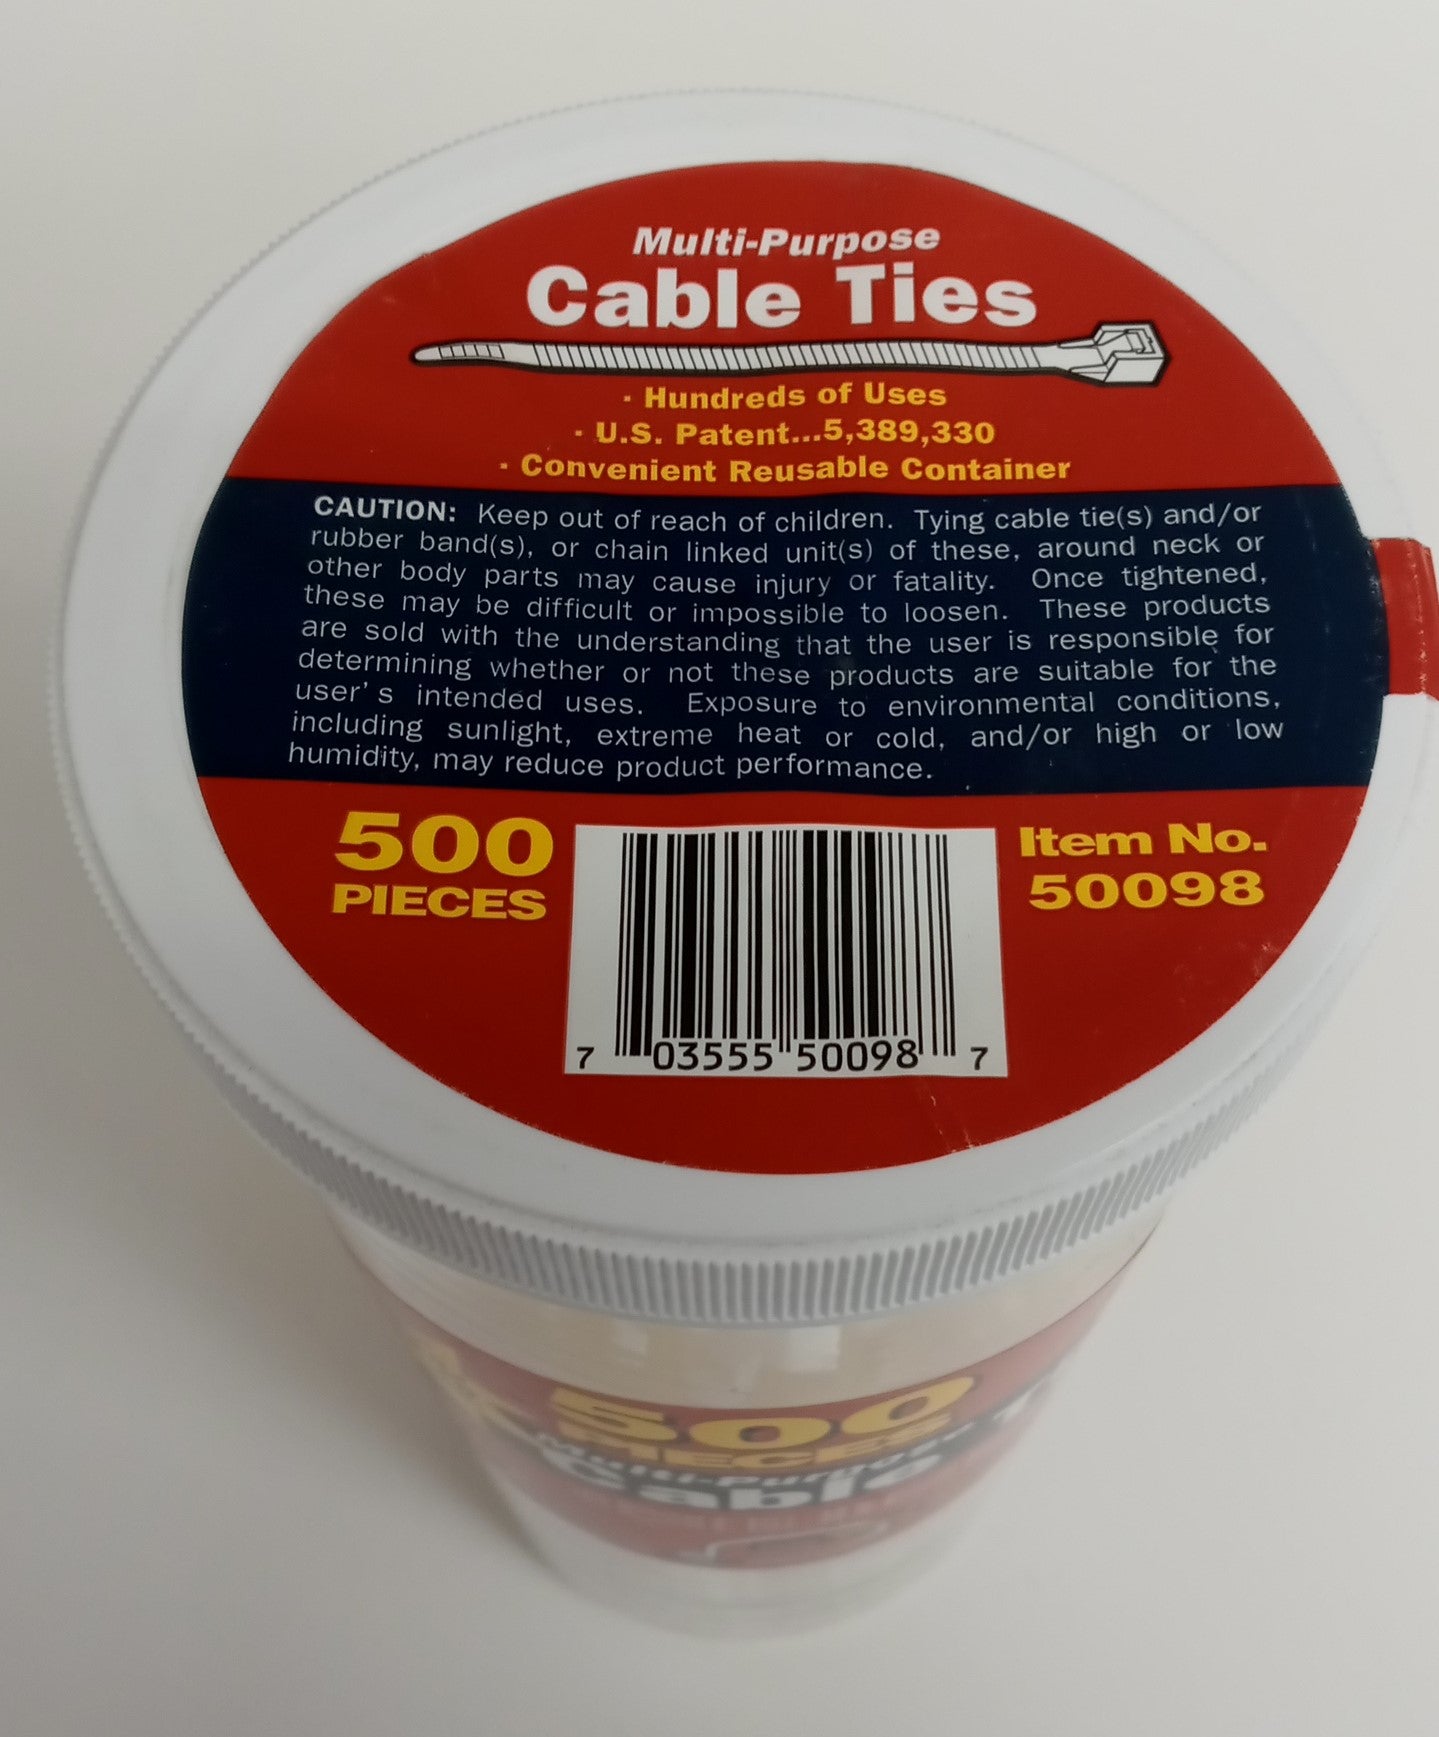 Multi-Purpose
Cable Ties
· Hundreds of Uses
· U.S. Patent...5,389,330
· Convenient Reusable Container
CAUTION: Keep out of reach of children. Tying cable tie(s) and/or
rubber band(s), or chain linked unit(s) of these, around neck or
other body parts may cause injury or fatality. Once tightened,
these may be difficult or impossible to loosen. These products
are sold with the understanding that the user is responsible for
determining whether or not these products are suitable for the
user's intended uses. Exposure to environmental conditions,
including sunlight, extreme heat or cold, and/or high or low
humidity, may reduce product performance.
500
PIECES
Item No.
50098
7 03555 50098 7
500
PIECES
Multi-Purpose
Cable